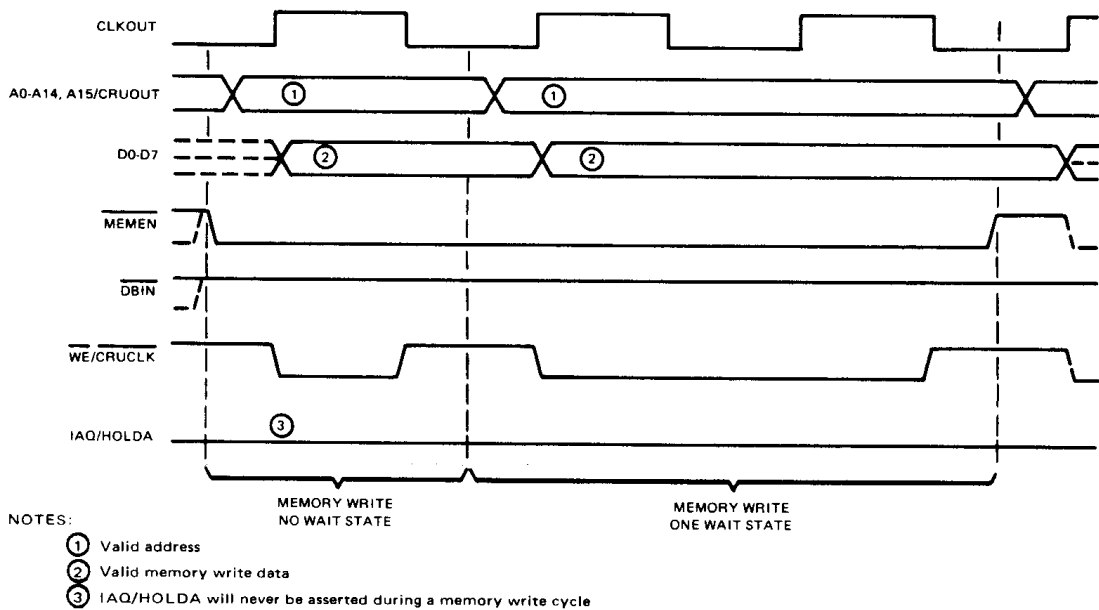 CLKOUT
A0-A14, A15/CRUOUT
①
①
D0-D7
②
②
MEMEN
DBIN
WE/CRUCLK
③
IAQ/HOLDA
MEMORY WRITE
NO WAIT STATE
MEMORY WRITE
ONE WAIT STATE
NOTES:
① Valid address
② Valid memory write data
③ IAQ/HOLDA will never be asserted during a memory write cycle